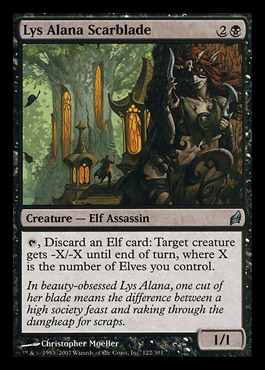 Lys Alana Scarblade 2
Creature — Elf Assassin
, Discard an Elf card: Target creature
gets -X/-X until end of turn, where X
is the number of Elves you control.
In beauty-obsessed Lys Alana, one cut of
her blade means the difference between a
high society feast and raking through the
dungheap for scraps.
Christopher Moeller
™ & © 1993–2007 Wizards of the Coast, Inc. 122/301
1/1